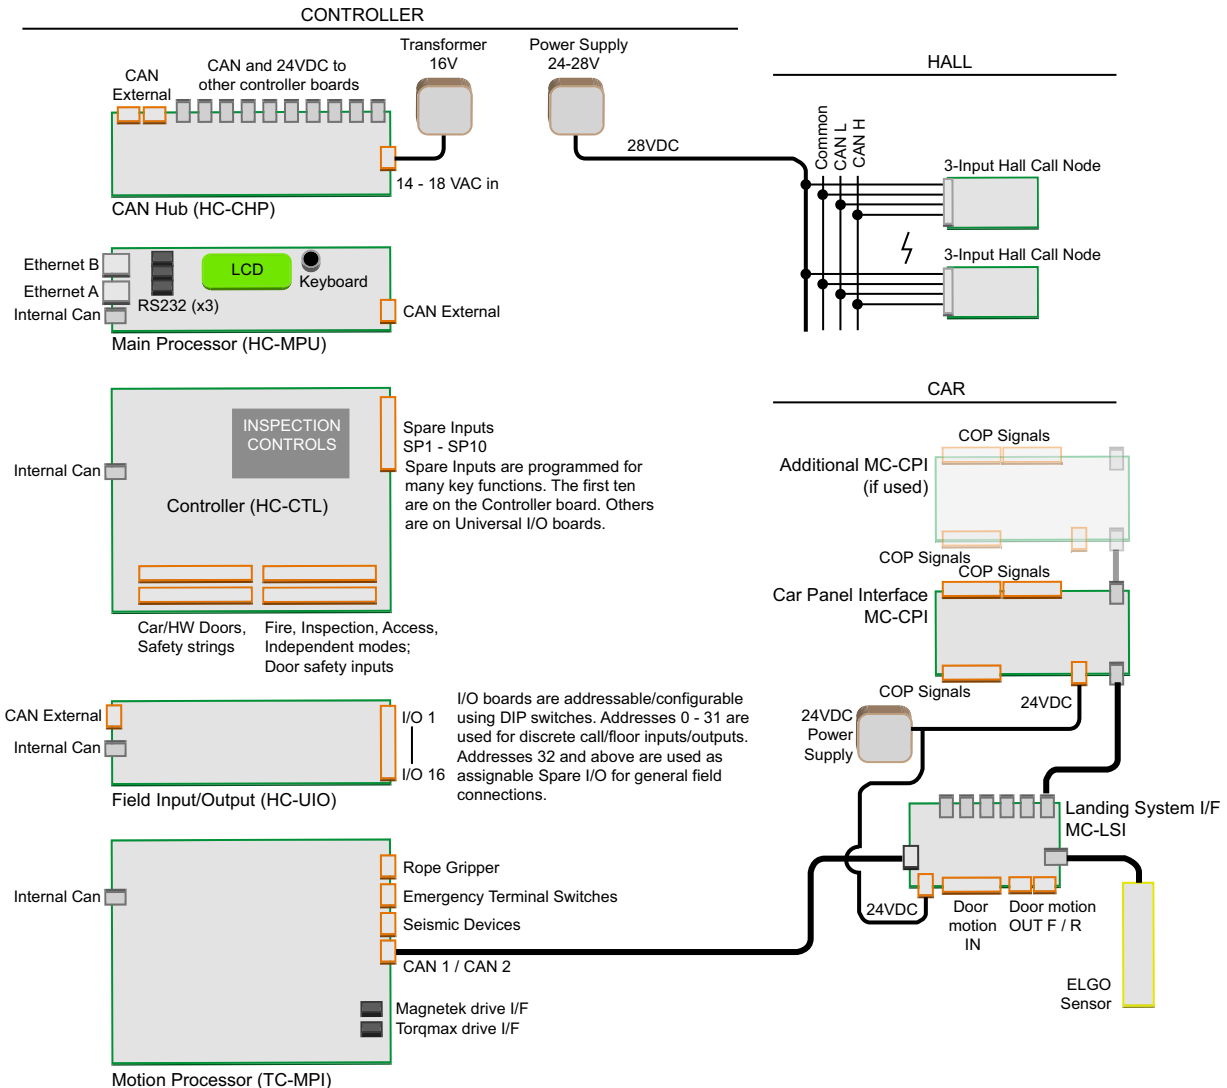 CONTROLLER
Transformer
16V
Power Supply
24-28V
CAN
External
CAN and 24VDC to
other controller boards
28VDC
14 - 18 VAC in
CAN Hub (HC-CHP)
HALL
Common
CAN L
CAN H
3-Input Hall Call Node
3-Input Hall Call Node
Ethernet B
Ethernet A
Internal Can
RS232 (x3)
LCD
Keyboard
CAN External
Main Processor (HC-MPU)
INSPECTION
CONTROLS
Internal Can
Controller (HC-CTL)
Spare Inputs
SP1 - SP10
Spare Inputs are programmed for
many key functions. The first ten
are on the Controller board. Others
are on Universal I/O boards.
Car/HW Doors,
Safety strings
Fire, Inspection, Access,
Independent modes;
Door safety inputs
CAN External
Internal Can
I/O 1
I/O 16
I/O boards are addressable/configurable
using DIP switches. Addresses 0 - 31 are
used for discrete call/floor inputs/outputs.
Addresses 32 and above are used as
assignable Spare I/O for general field
connections.
Field Input/Output (HC-UIO)
Internal Can
Rope Gripper
Emergency Terminal Switches
Seismic Devices
CAN 1 / CAN 2
Magnetek drive I/F
Torqmax drive I/F
Motion Processor (TC-MPI)
CAR
COP Signals
Additional MC-CPI
(if used)
COP Signals
COP Signals
Car Panel Interface
MC-CPI
COP Signals
24VDC
24VDC
Power
Supply
Landing System I/F
MC-LSI
24VDC
Door
motion
IN
Door motion
OUT F / R
ELGO
Sensor